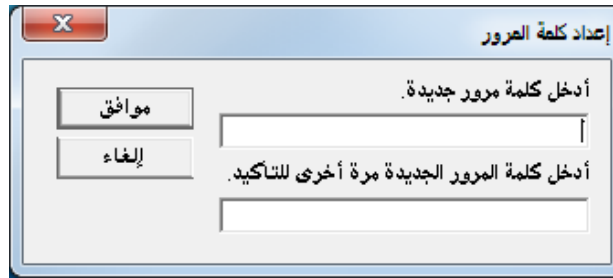 إعداد كلمة المرور
أدخل كلمة مرور جديدة.
موافق
إلغاء
أدخل كلمة المرور الجديدة مرة أخرى للتأكيد.